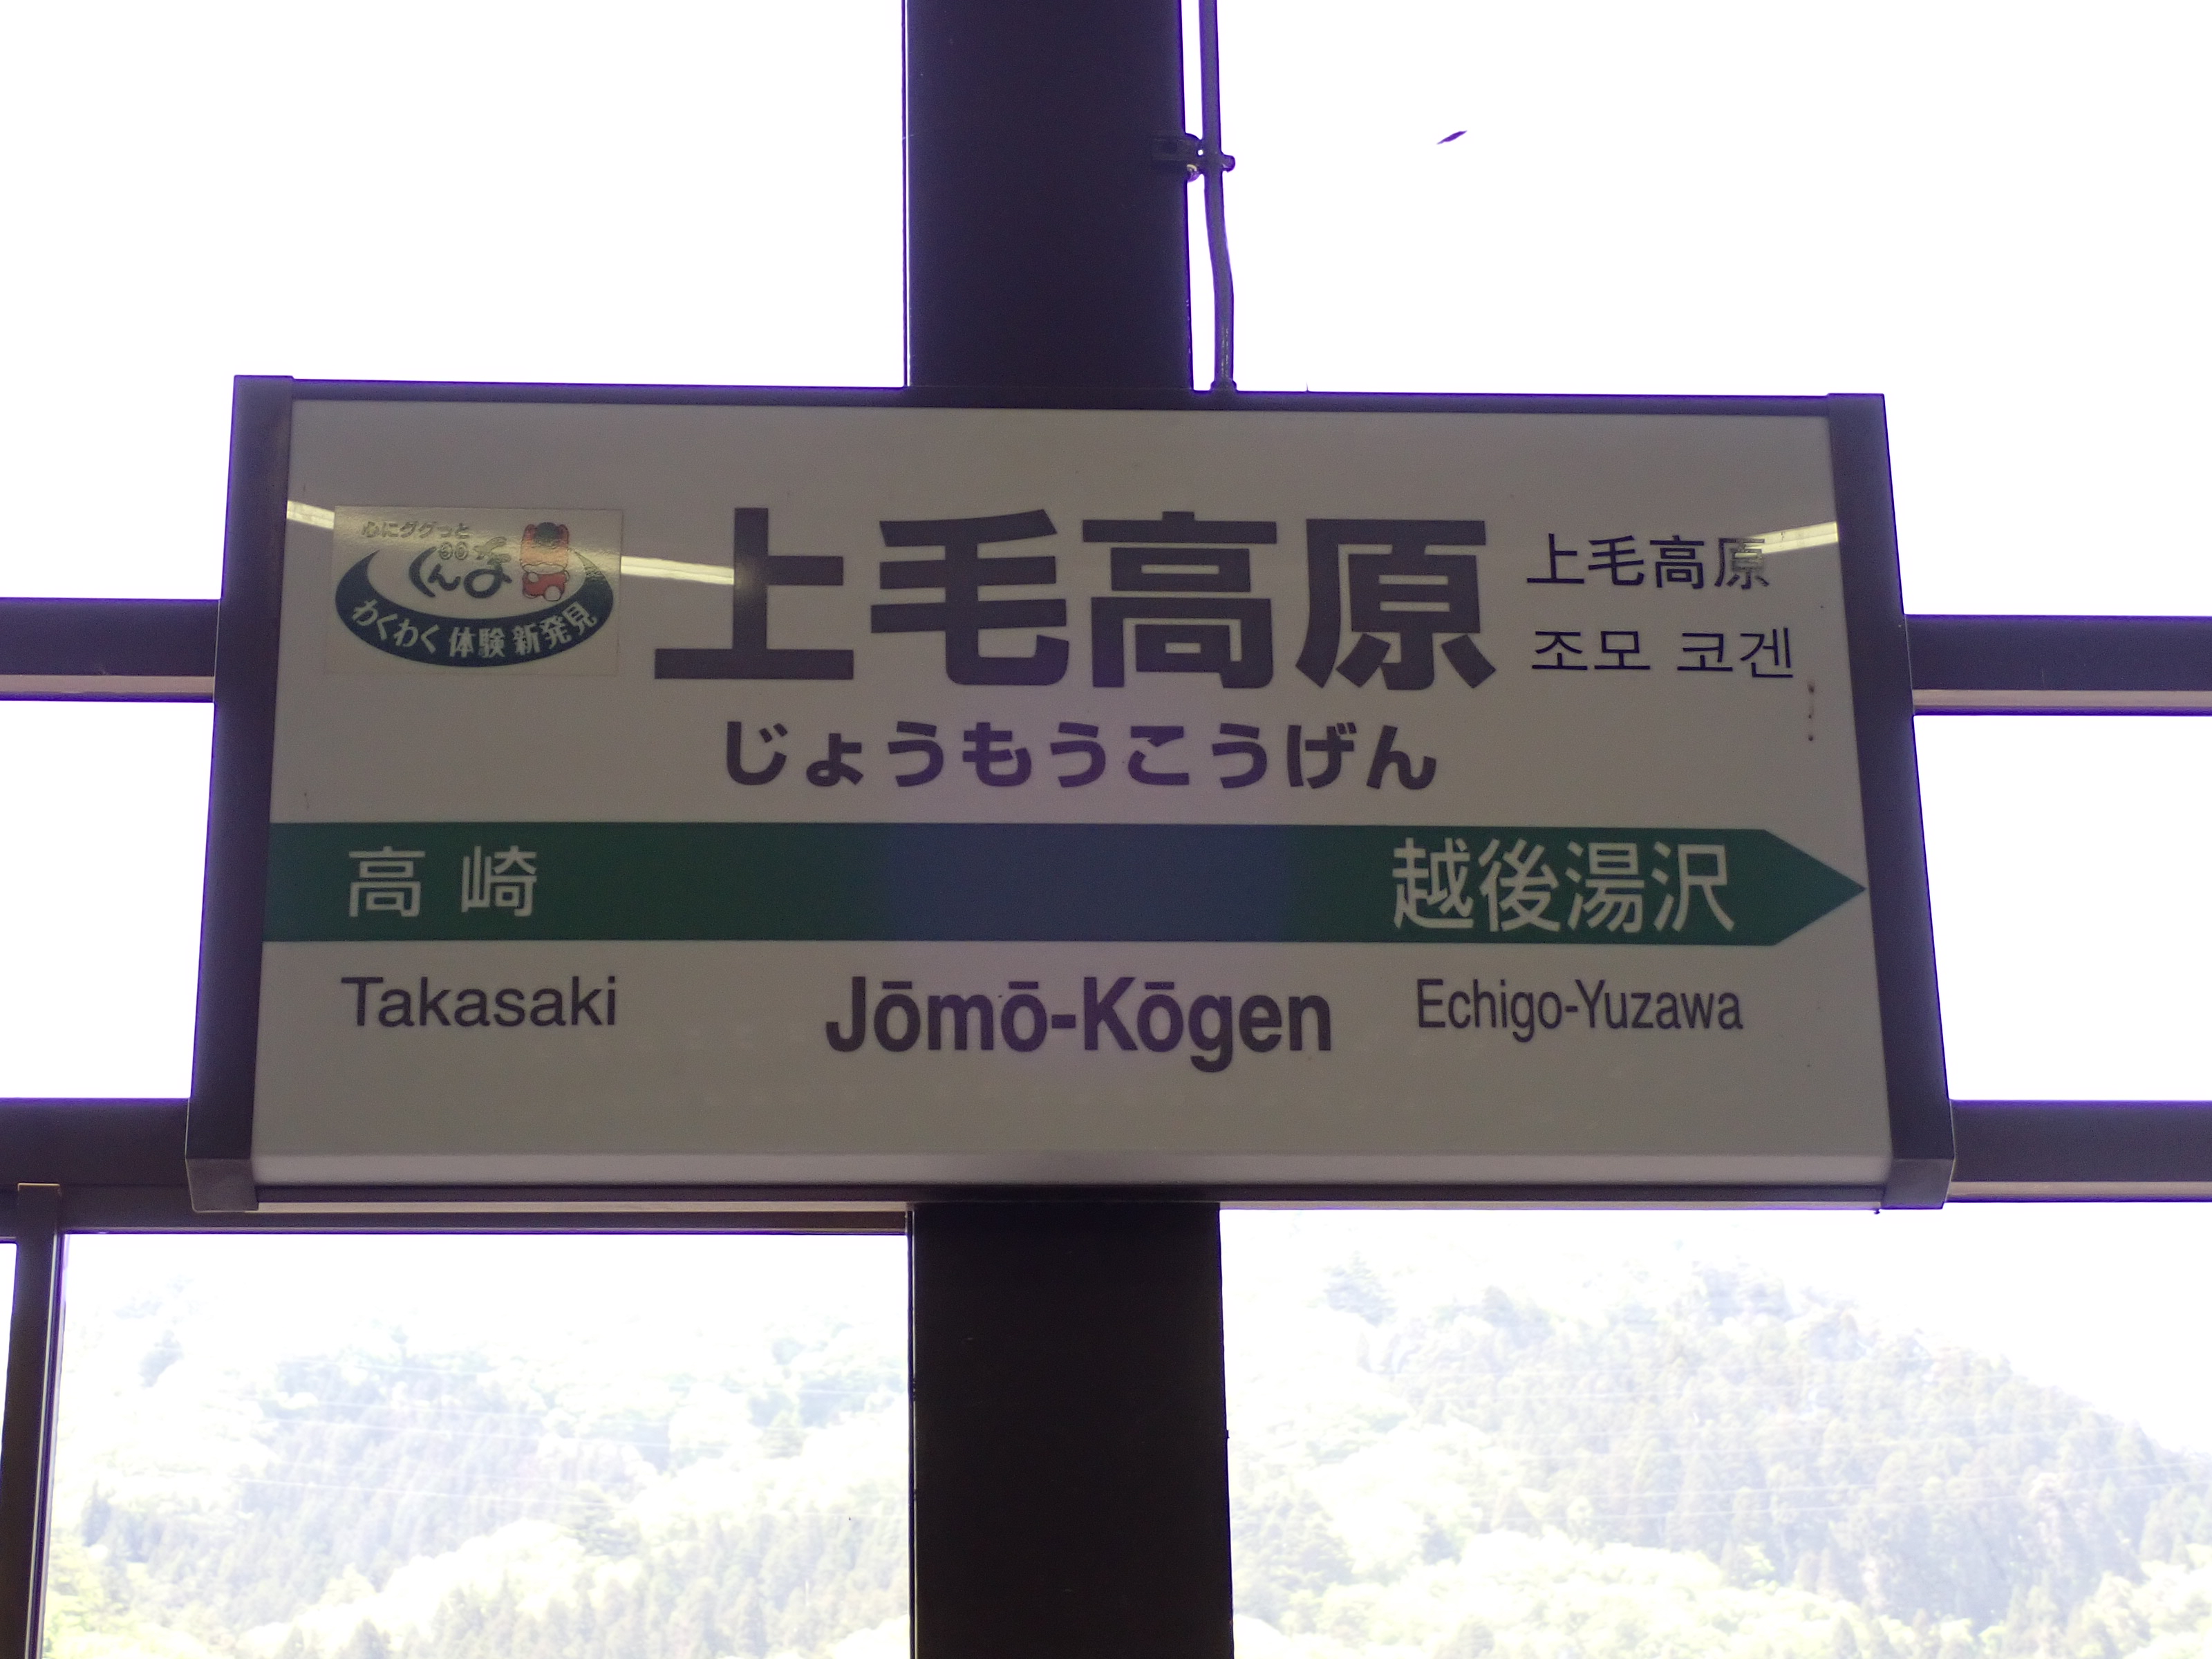 心にググっと
ぐんま
わくわく 体験 新発見
上毛高原
上毛高原
조모 코겐
じょうもうこうげん
高崎
越後湯沢
Takasaki
Jōmō-Kōgen
Echigo-Yuzawa